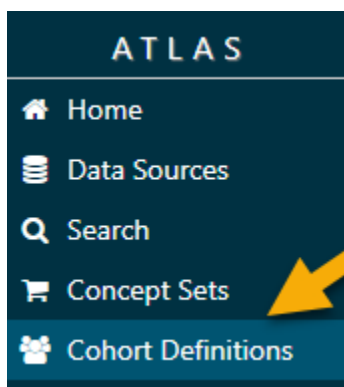 ATLAS
Home
Data Sources
Search
Concept Sets
Cohort Definitions